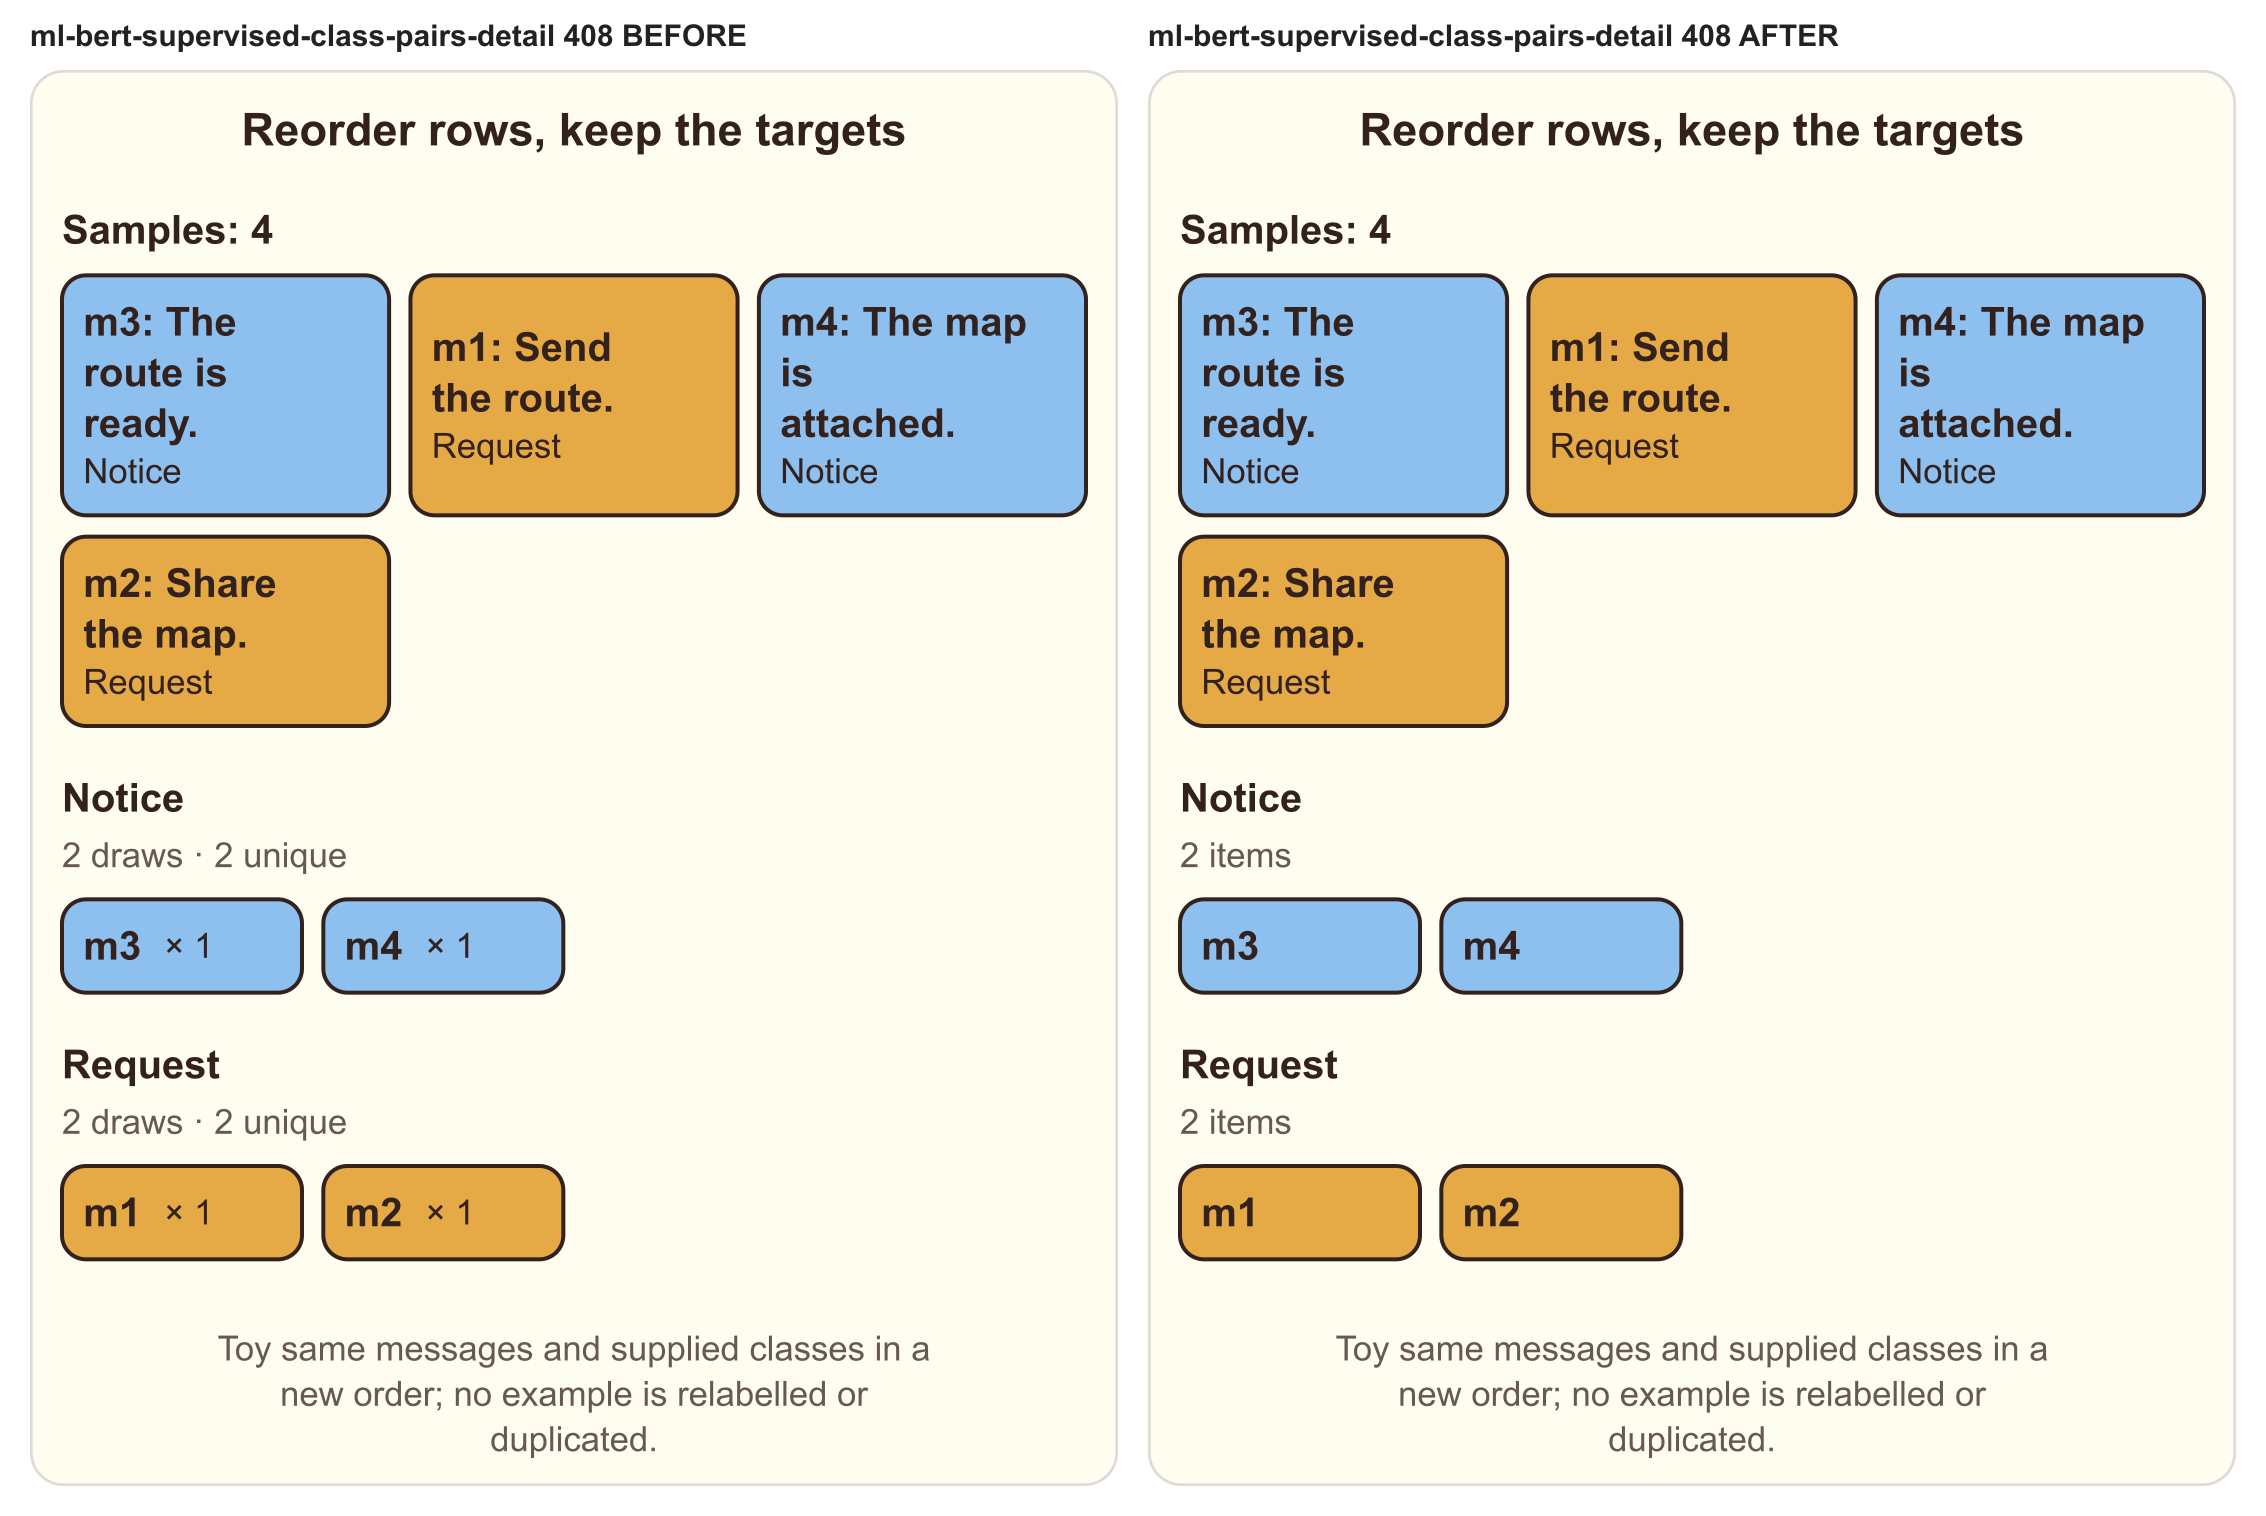 ml-bert-supervised-class-pairs-detail 408 BEFORE
Reorder rows, keep the targets
Samples: 4
m3: The
route is
ready.
Notice
m1: Send
the route.
Request
m4: The map
is
attached.
Notice
m2: Share
the map.
Request
Notice
2 draws · 2 unique
m3 × 1
m4 × 1
Request
2 draws · 2 unique
m1 × 1
m2 × 1
Toy same messages and supplied classes in a
new order; no example is relabelled or
duplicated.
ml-bert-supervised-class-pairs-detail 408 AFTER
Reorder rows, keep the targets
Samples: 4
m3: The
route is
ready.
Notice
m1: Send
the route.
Request
m4: The map
is
attached.
Notice
m2: Share
the map.
Request
Notice
2 items
m3
m4
Request
2 items
m1
m2
Toy same messages and supplied classes in a
new order; no example is relabelled or
duplicated.